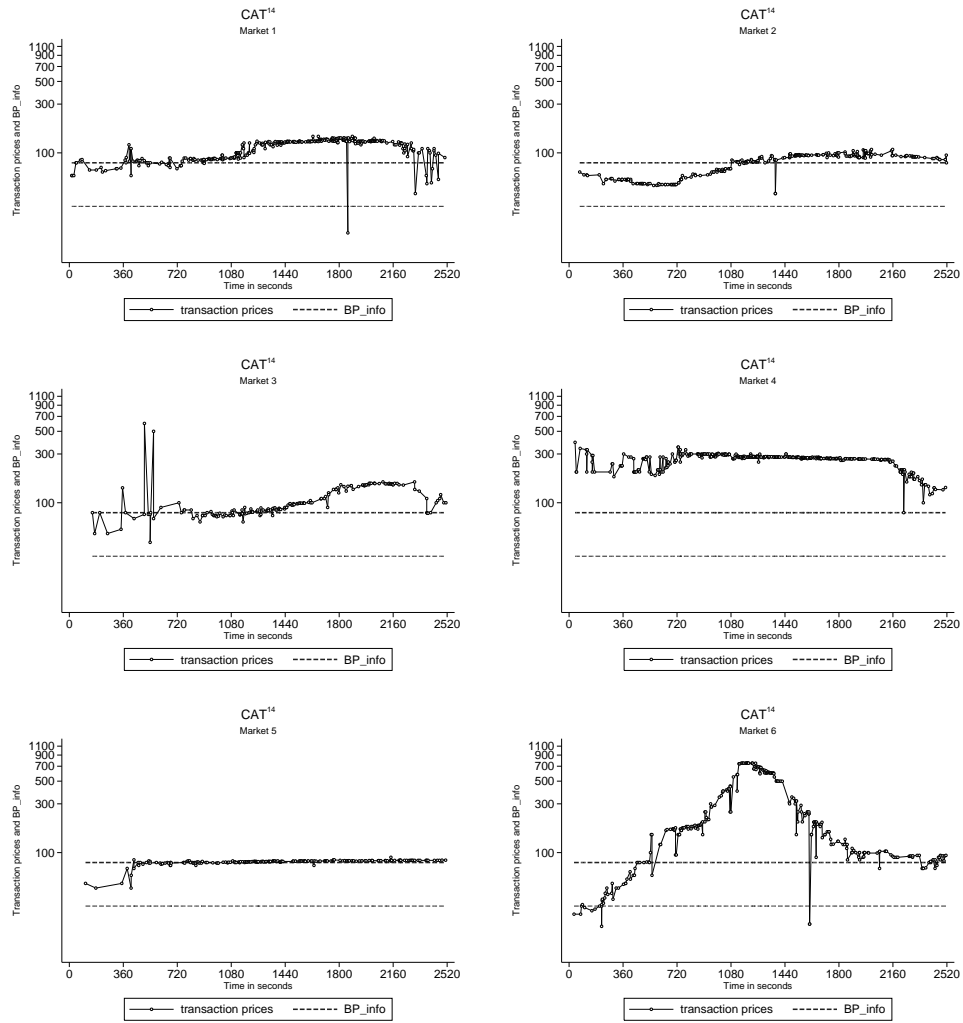 CAT14
Market 1
Transaction prices and BP_info
1100
900
700
500
300
100
0 360 720 1080 1440 1800 2160 2520
Time in seconds
transaction prices BP_info
CAT14
Market 2
Transaction prices and BP_info
1100
900
700
500
300
100
0 360 720 1080 1440 1800 2160 2520
Time in seconds
transaction prices BP_info
CAT14
Market 3
Transaction prices and BP_info
1100
900
700
500
300
100
0 360 720 1080 1440 1800 2160 2520
Time in seconds
transaction prices BP_info
CAT14
Market 4
Transaction prices and BP_info
1100
900
700
500
300
100
0 360 720 1080 1440 1800 2160 2520
Time in seconds
transaction prices BP_info
CAT14
Market 5
Transaction prices and BP_info
1100
900
700
500
300
100
0 360 720 1080 1440 1800 2160 2520
Time in seconds
transaction prices BP_info
CAT14
Market 6
Transaction prices and BP_info
1100
900
700
500
300
100
0 360 720 1080 1440 1800 2160 2520
Time in seconds
transaction prices BP_info